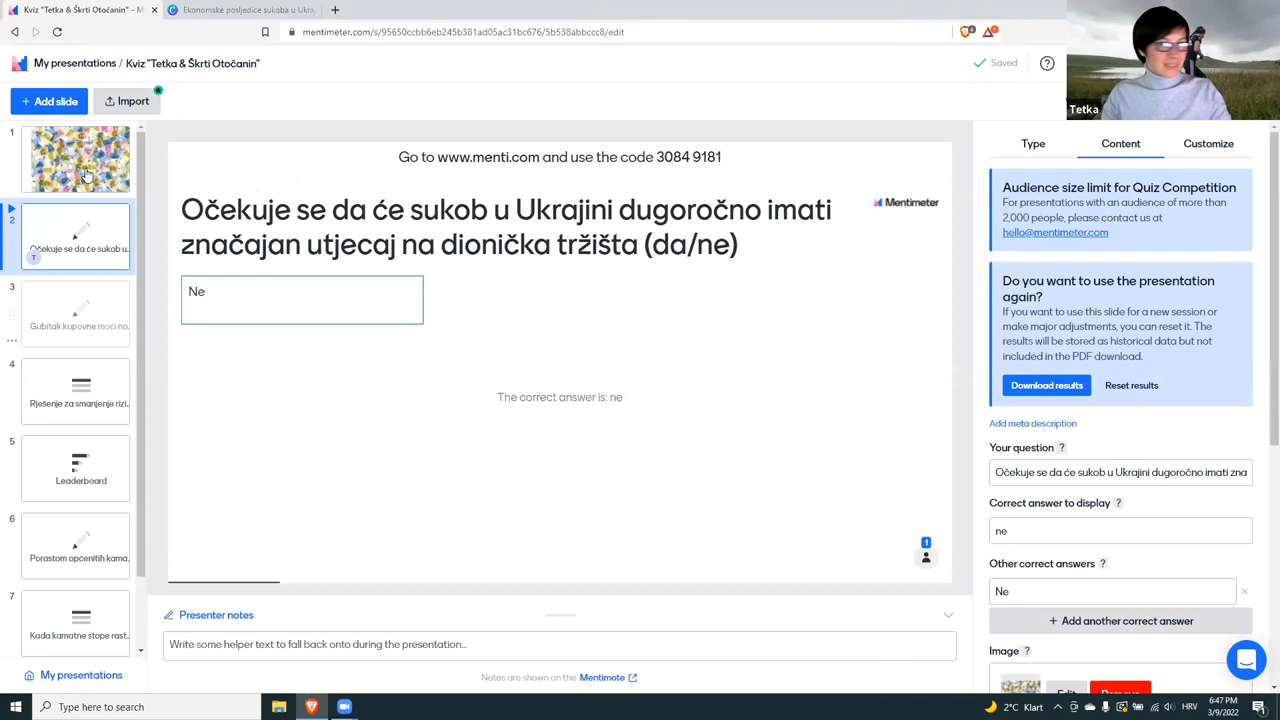 Kviz "Tetka & Škrti Otočanin" - M
Ekonomske posljedice sukoba u Ukra
mentimeter.com/s/95650ccbb6eb245b381ad05ac31bc676/5b538abbccc8/edit
My presentations / Kviz "Tetka & Škrti Otočanin"
Saved
Tetka
+ Add slide
Import
1
2
Očekuje se da će sukob u...
T
3
Gubitak kupovne moći no...
4
Rješenje za smanjenje rizi...
5
Leaderboard
6
Porastom općenitih kama...
7
Kada kamatne stope rast...
My presentations
Go to www.menti.com and use the code 3084 9181
Mentimeter
Očekuje se da će sukob u Ukrajini dugoročno imati
značajan utjecaj na dionička tržišta (da/ne)
Ne
The correct answer is: ne
1
Presenter notes
Write some helper text to fall back onto during the presentation...
Notes are shown on the Mentimote
Type
Content
Customize
Audience size limit for Quiz Competition
For presentations with an audience of more than
2,000 people, please contact us at
hello@mentimeter.com
Do you want to use the presentation
again?
If you want to use this slide for a new session or
make major adjustments, you can reset it. The
results will be stored as historical data but not
included in the PDF download.
Download results
Reset results
Add meta description
Your question ?
Očekuje se da će sukob u Ukrajini dugoročno imati zna
Correct answer to display ?
ne
Other correct answers ?
Ne
+ Add another correct answer
Image ?
Edit
Remove
Type here to search
2°C Klart
HRV
6:47 PM
3/9/2022